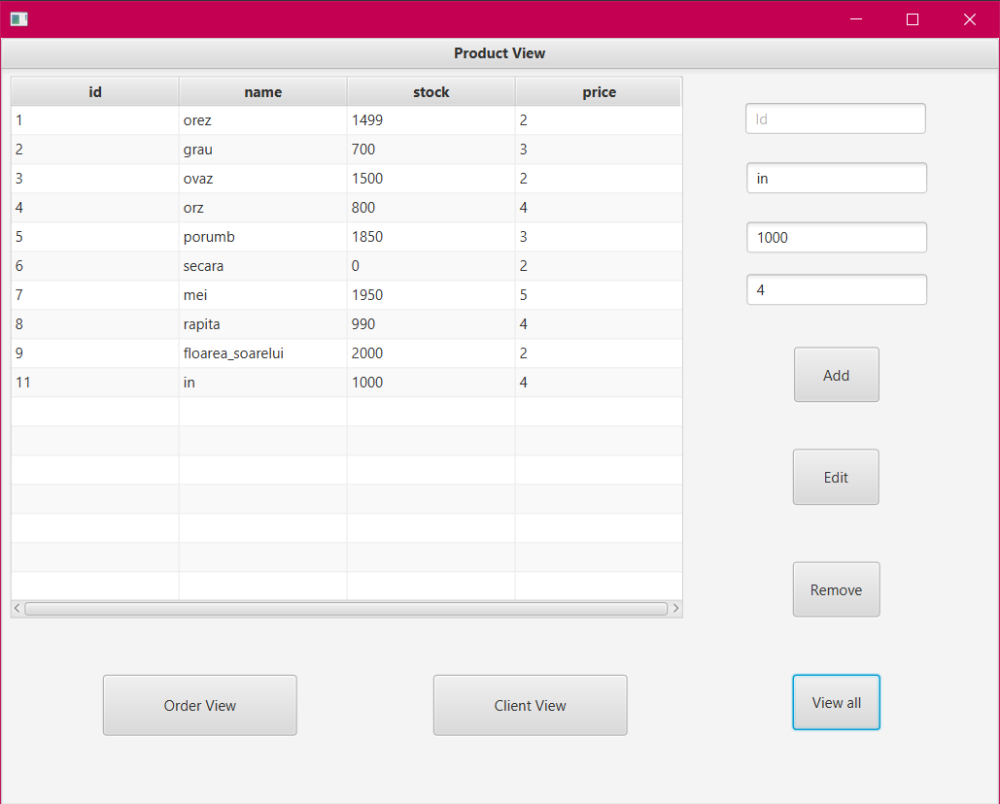 Product View
id name stock price
1 orez 1499 2
2 grau 700 3
3 ovaz 1500 2
4 orz 800 4
5 porumb 1850 3
6 secara 0 2
7 mei 1950 5
8 rapita 990 4
9 floarea_soarelui 2000 2
11 in 1000 4
Id
in
1000
4
Add
Edit
Remove
Order View Client View View all